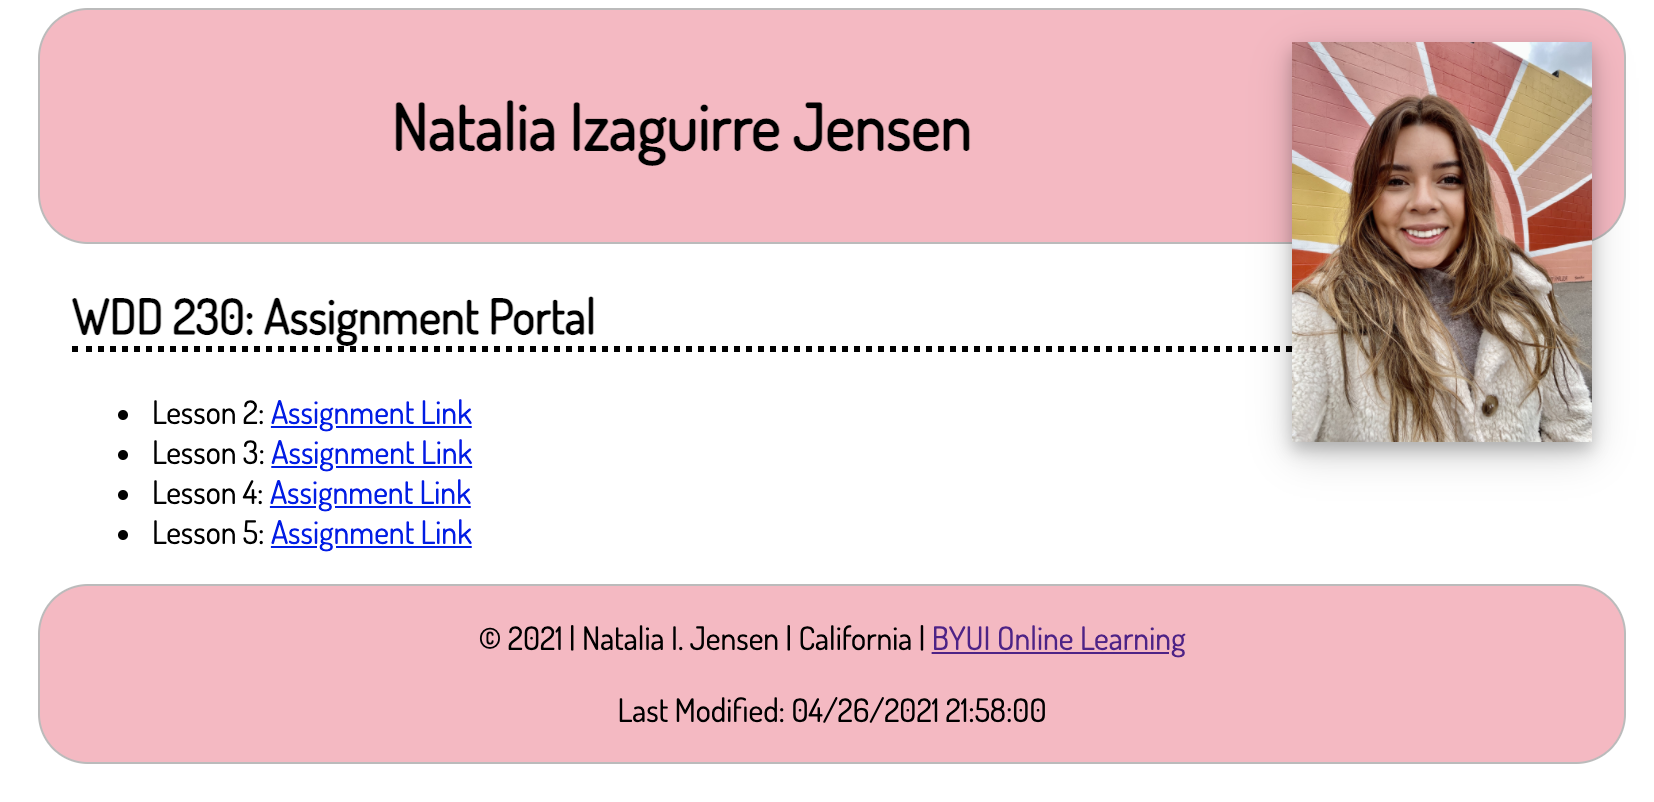 Natalia Izaguirre Jensen
WDD 230: Assignment Portal
Lesson 2: Assignment Link
Lesson 3: Assignment Link
Lesson 4: Assignment Link
Lesson 5: Assignment Link
© 2021 | Natalia I. Jensen | California | BYUI Online Learning
Last Modified: 04/26/2021 21:58:00